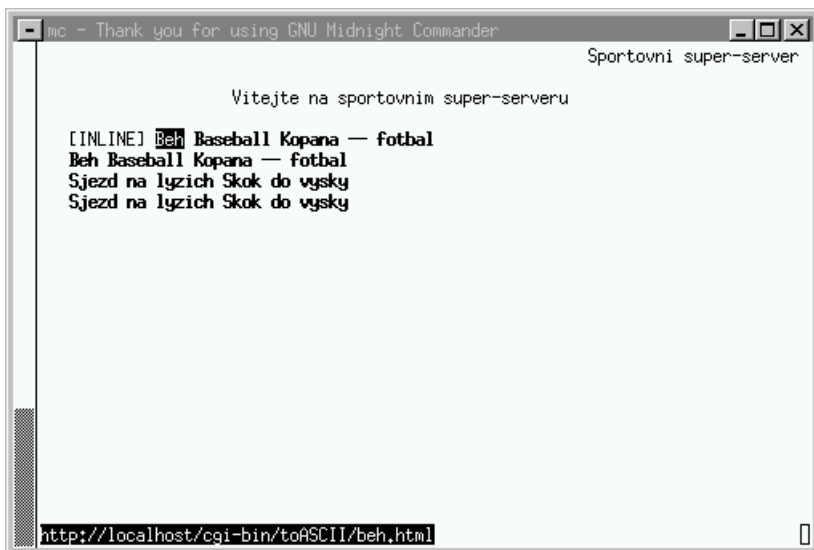 mc - Thank you for using GNU Midnight Commander
Sportovni super-server
Vitejte na sportovnim super-serveru
[INLINE] Beh Baseball Kopana — fotbal
Beh Baseball Kopana — fotbal
Sjezd na lyzich Skok do vysky
Sjezd na lyzich Skok do vysky
http://localhost/cgi-bin/toASCII/beh.html